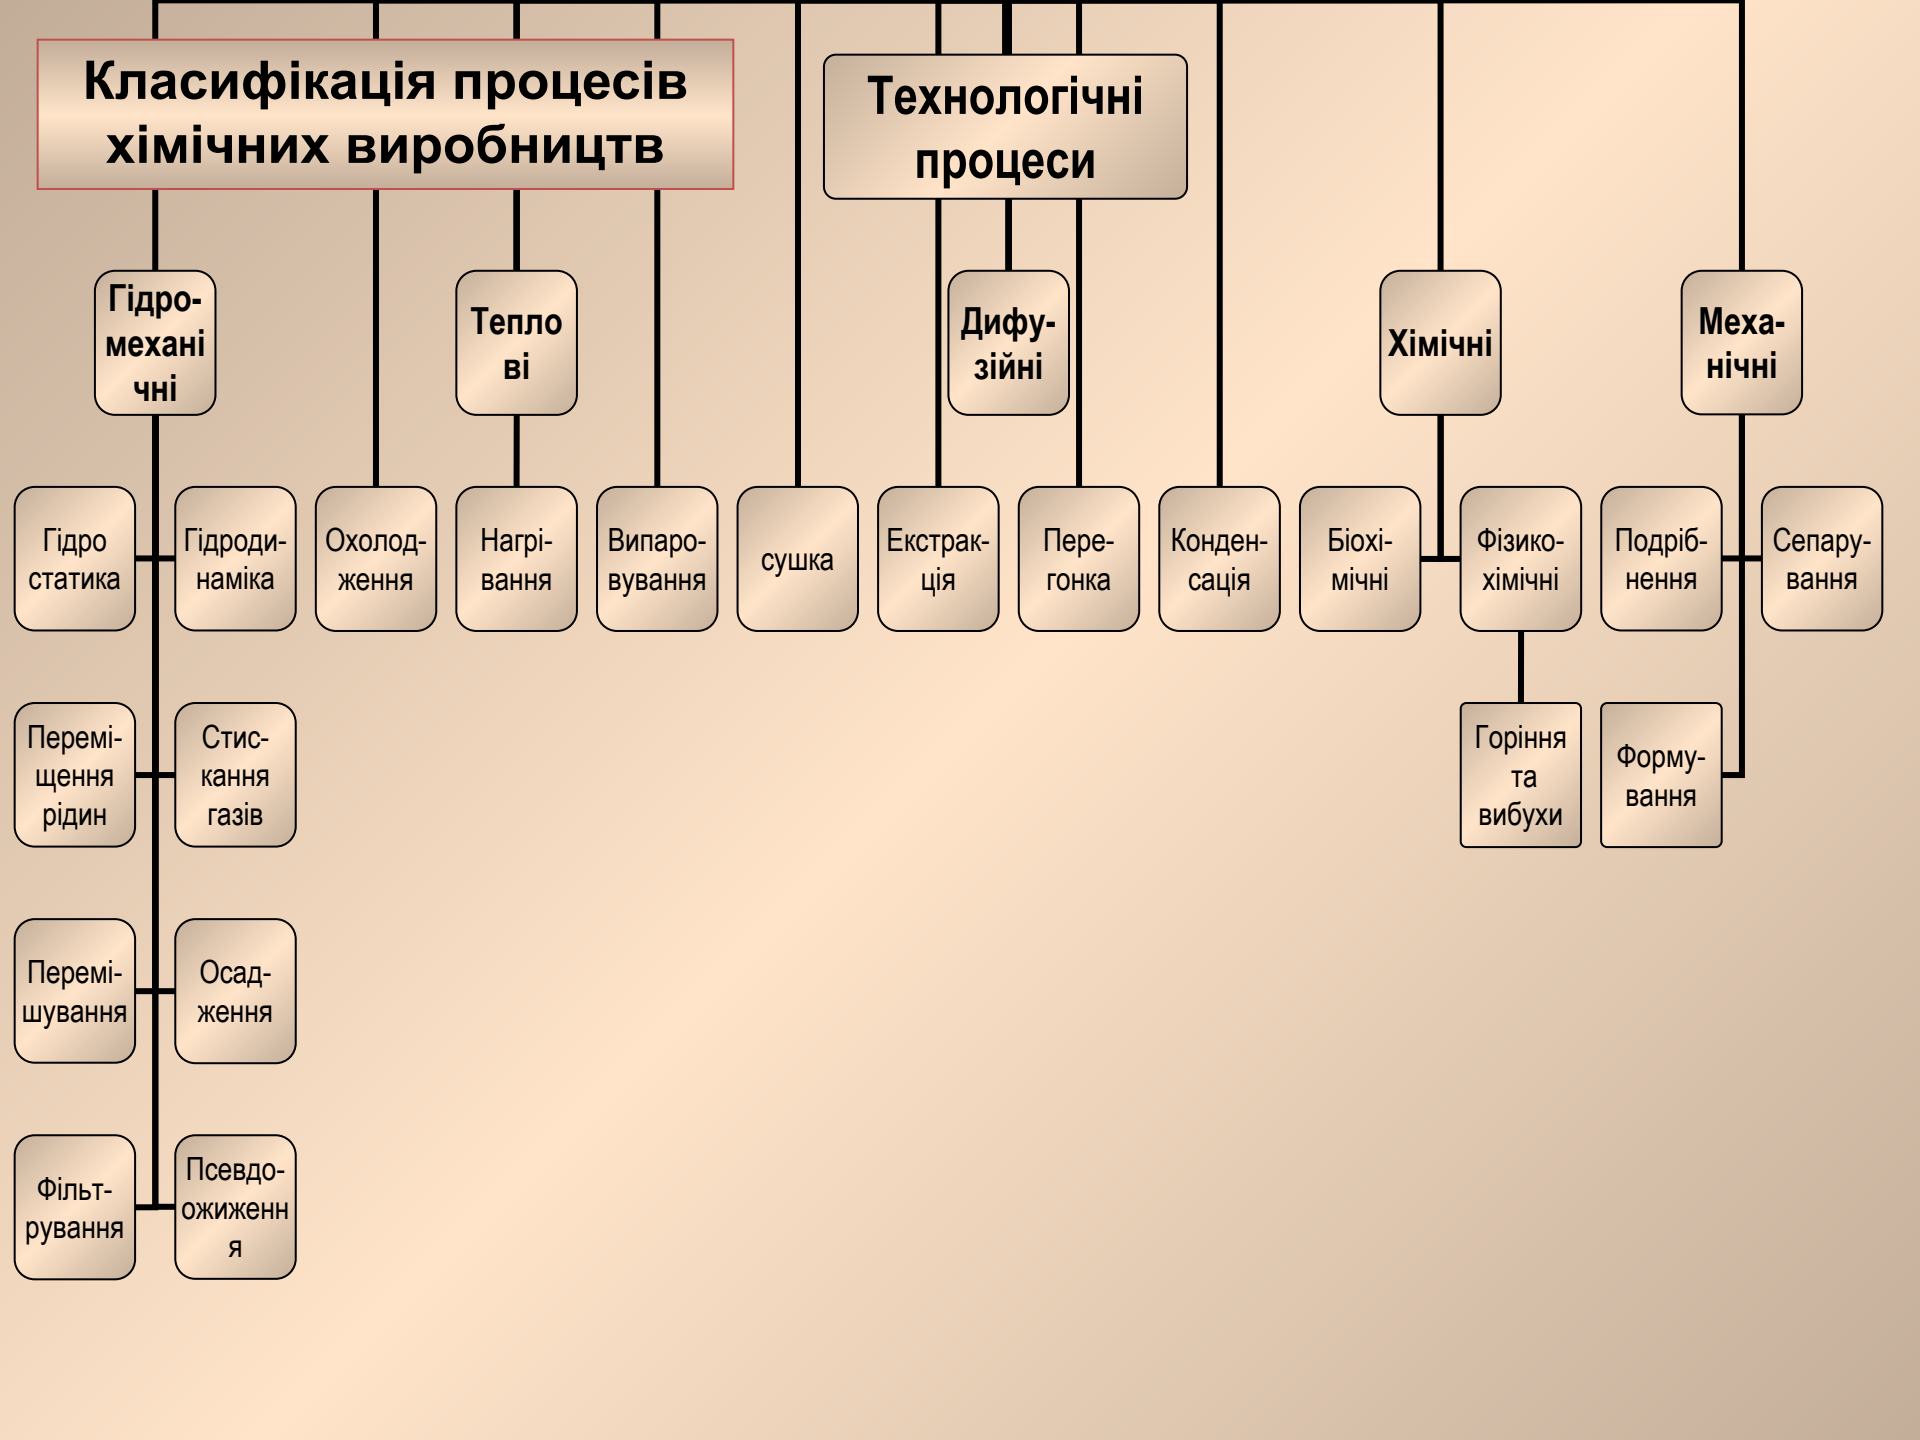 Класифікація процесів
хімічних виробництв
Технологічні
процеси
Гідро-
механі
чні
Тепло
ві
Дифу-
зійні
Хімічні
Меха-
нічні
Гідро
статика
Гідроди-
наміка
Охолод-
ження
Нагрі-
вання
Випаро-
вування
сушка
Екстрак-
ція
Пере-
гонка
Конден-
сація
Біохі-
мічні
Фізико-
хімічні
Подріб-
нення
Сепару-
вання
Перемі-
щення
рідин
Стис-
кання
газів
Горіння
та
вибухи
Форму-
вання
Перемі-
шування
Осад-
ження
Фільт-
рування
Псевдо-
ожиженн
я